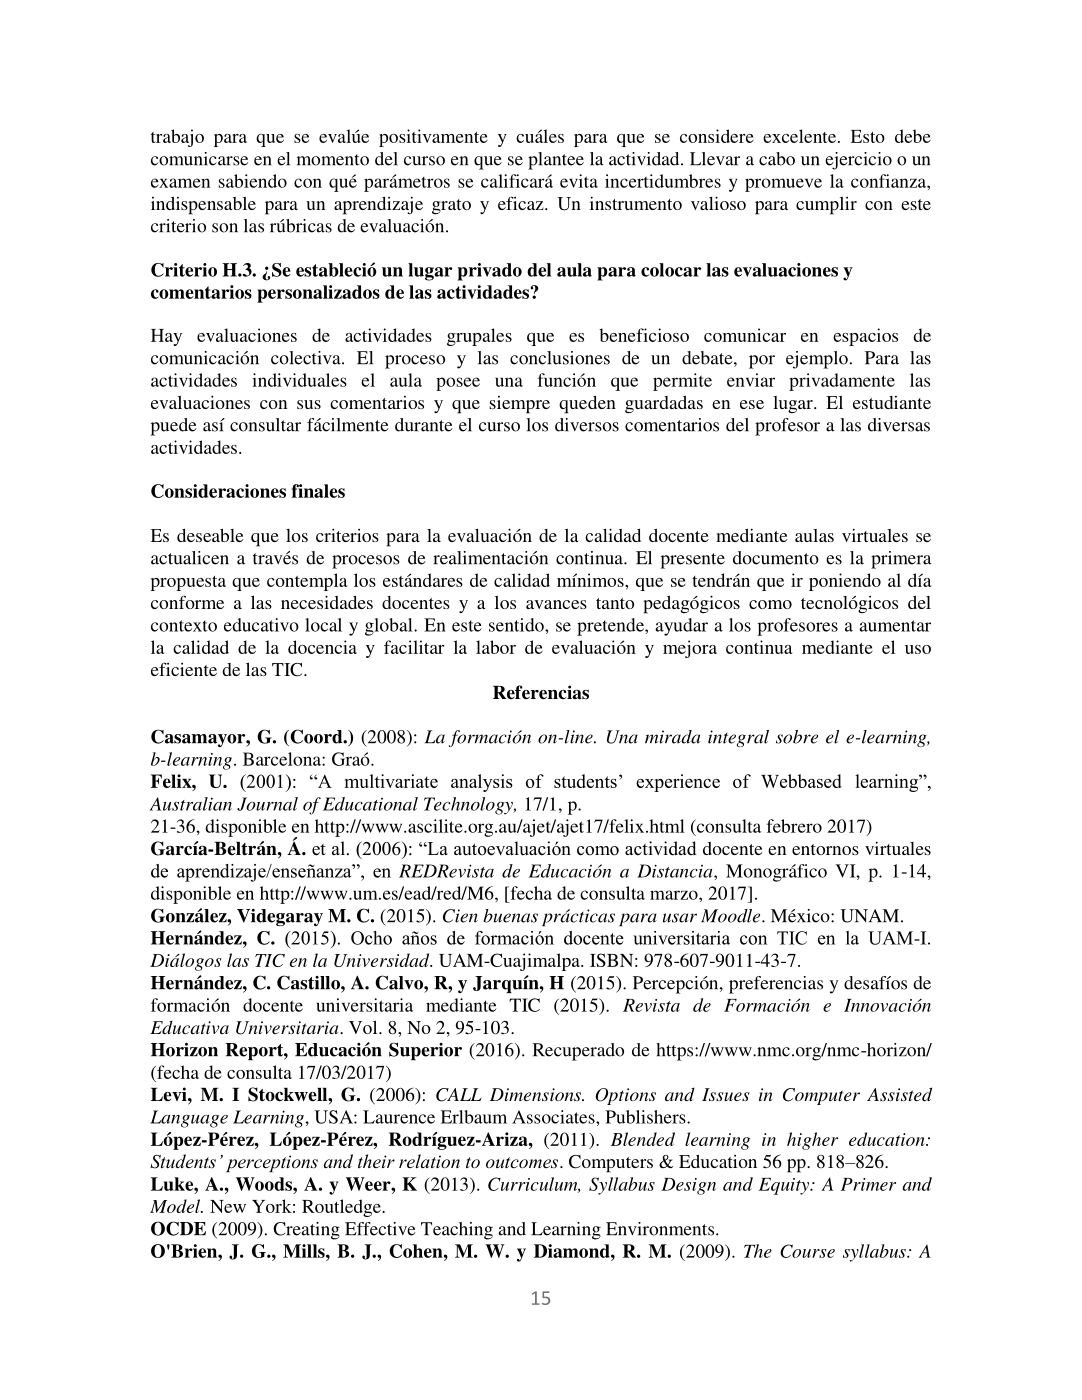 trabajo para que se evalúe positivamente y cuáles para que se considere excelente. Esto debe
comunicarse en el momento del curso en que se plantee la actividad. Llevar a cabo un ejercicio o un
examen sabiendo con qué parámetros se calificará evita incertidumbres y promueve la confianza,
indispensable para un aprendizaje grato y eficaz. Un instrumento valioso para cumplir con este
criterio son las rúbricas de evaluación.
Criterio H.3. ¿Se estableció un lugar privado del aula para colocar las evaluaciones y
comentarios personalizados de las actividades?
Hay evaluaciones de actividades grupales que es beneficioso comunicar en espacios de
comunicación colectiva. El proceso y las conclusiones de un debate, por ejemplo. Para las
actividades individuales el aula posee una función que permite enviar privadamente las
evaluaciones con sus comentarios y que siempre queden guardadas en ese lugar. El estudiante
puede así consultar fácilmente durante el curso los diversos comentarios del profesor a las diversas
actividades.
Consideraciones finales
Es deseable que los criterios para la evaluación de la calidad docente mediante aulas virtuales se
actualicen a través de procesos de realimentación continua. El presente documento es la primera
propuesta que contempla los estándares de calidad mínimos, que se tendrán que ir poniendo al día
conforme a las necesidades docentes y a los avances tanto pedagógicos como tecnológicos del
contexto educativo local y global. En este sentido, se pretende, ayudar a los profesores a aumentar
la calidad de la docencia y facilitar la labor de evaluación y mejora continua mediante el uso
eficiente de las TIC.
Referencias
Casamayor, G. (Coord.) (2008): La formación on-line. Una mirada integral sobre el e-learning,
b-learning. Barcelona: Graó.
Felix, U. (2001): “A multivariate analysis of students’ experience of Webbased learning”,
Australian Journal of Educational Technology, 17/1, p.
21-36, disponible en http://www.ascilite.org.au/ajet/ajet17/felix.html (consulta febrero 2017)
García-Beltrán, Á. et al. (2006): “La autoevaluación como actividad docente en entornos virtuales
de aprendizaje/enseñanza”, en REDRevista de Educación a Distancia, Monográfico VI, p. 1-14,
disponible en http://www.um.es/ead/red/M6, [fecha de consulta marzo, 2017].
González, Videgaray M. C. (2015). Cien buenas prácticas para usar Moodle. México: UNAM.
Hernández, C. (2015). Ocho años de formación docente universitaria con TIC en la UAM-I.
Diálogos las TIC en la Universidad. UAM-Cuajimalpa. ISBN: 978-607-9011-43-7.
Hernández, C. Castillo, A. Calvo, R, y Jarquín, H (2015). Percepción, preferencias y desafíos de
formación docente universitaria mediante TIC (2015). Revista de Formación e Innovación
Educativa Universitaria. Vol. 8, No 2, 95-103.
Horizon Report, Educación Superior (2016). Recuperado de https://www.nmc.org/nmc-horizon/
(fecha de consulta 17/03/2017)
Levi, M. I Stockwell, G. (2006): CALL Dimensions. Options and Issues in Computer Assisted
Language Learning, USA: Laurence Erlbaum Associates, Publishers.
López-Pérez, López-Pérez, Rodríguez-Ariza, (2011). Blended learning in higher education:
Students’ perceptions and their relation to outcomes. Computers & Education 56 pp. 818–826.
Luke, A., Woods, A. y Weer, K (2013). Curriculum, Syllabus Design and Equity: A Primer and
Model. New York: Routledge.
OCDE (2009). Creating Effective Teaching and Learning Environments.
O'Brien, J. G., Mills, B. J., Cohen, M. W. y Diamond, R. M. (2009). The Course syllabus: A
15